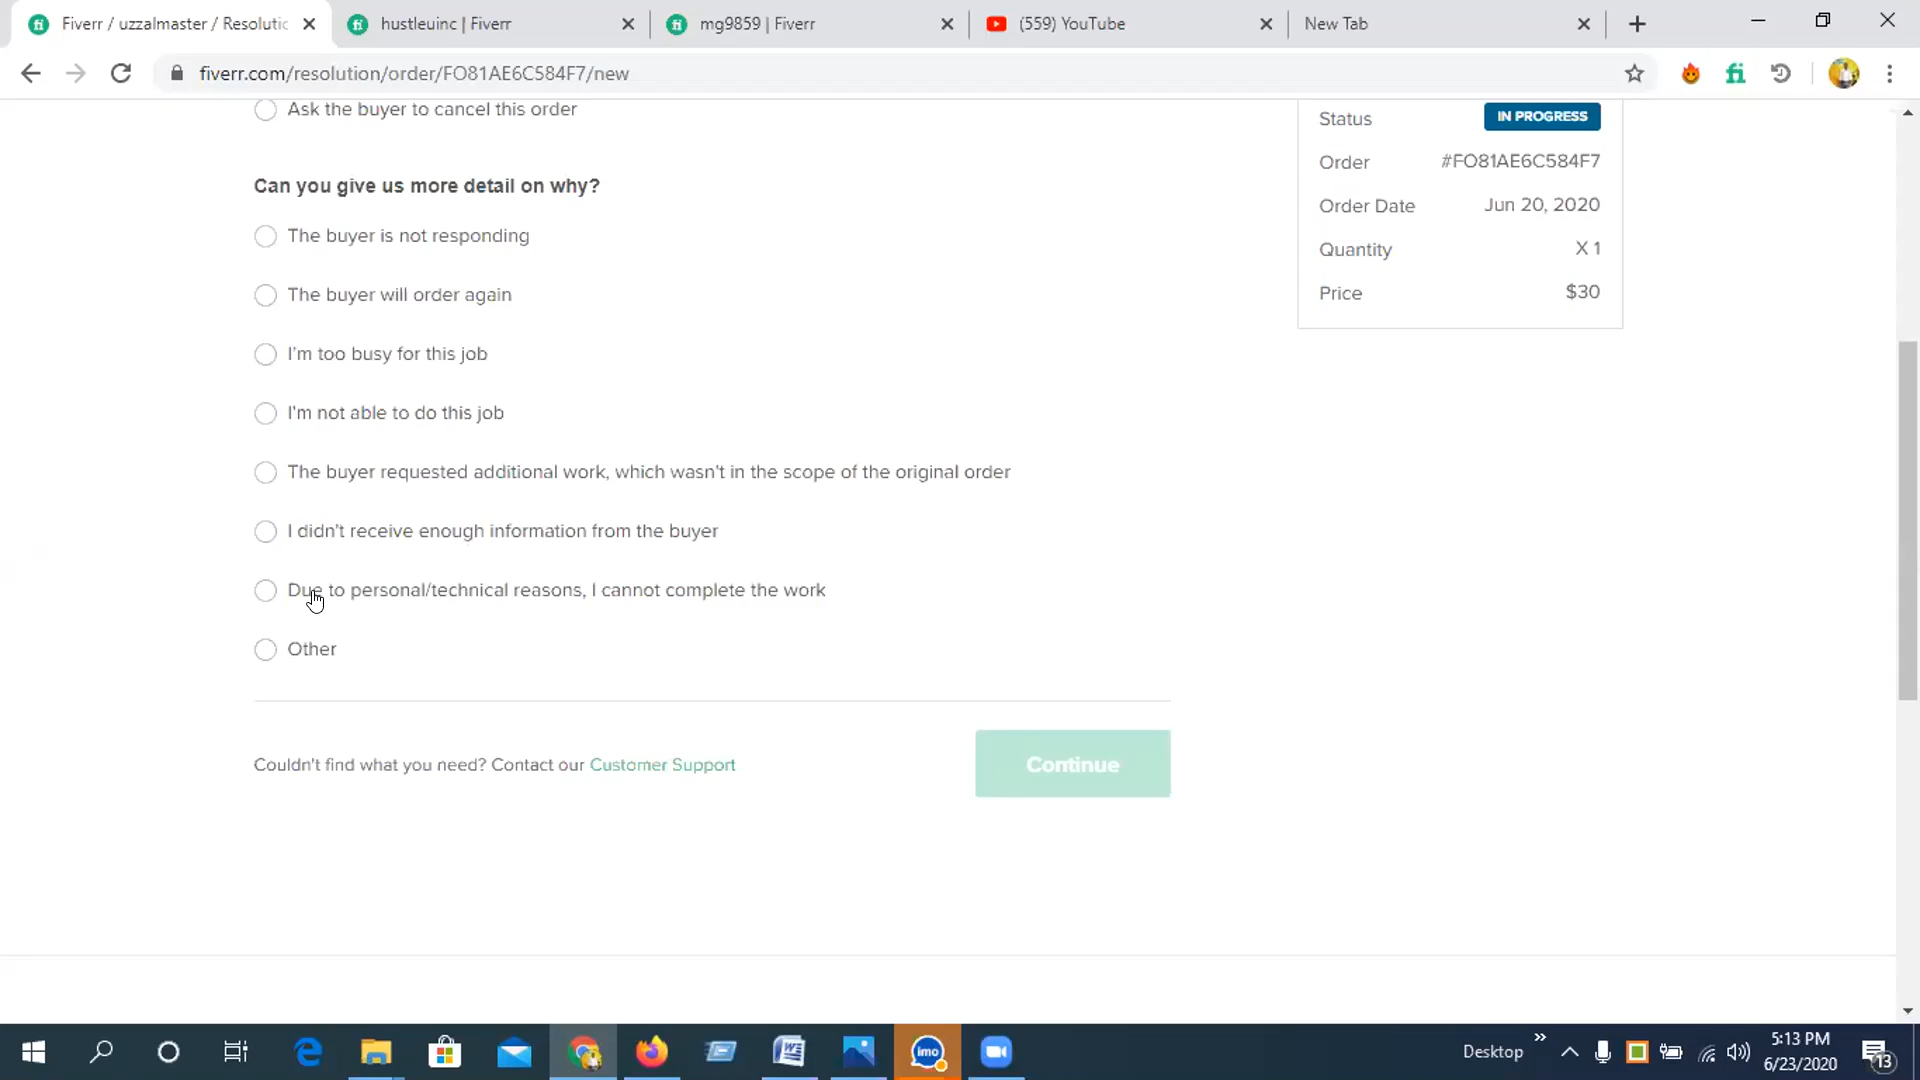 Fiverr / uzzalmaster / Resolutic
hustleuinc | Fiverr
mg9859 | Fiverr
(559) YouTube
New Tab
fiverr.com/resolution/order/FO81AE6C584F7/new
Ask the buyer to cancel this order
Can you give us more detail on why?
The buyer is not responding
The buyer will order again
I'm too busy for this job
I'm not able to do this job
The buyer requested additional work, which wasn't in the scope of the original order
I didn't receive enough information from the buyer
Due to personal/technical reasons, I cannot complete the work
Other
Couldn't find what you need? Contact our Customer Support
Continue
Status IN PROGRESS
Order #FO81AE6C584F7
Order Date Jun 20, 2020
Quantity X 1
Price $30
imo
Desktop
5:13 PM
6/23/2020
13